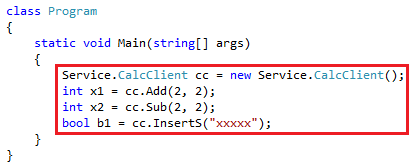 class Program
{
    static void Main(string[] args)
    {
        Service.CalcClient cc = new Service.CalcClient();
        int x1 = cc.Add(2, 2);
        int x2 = cc.Sub(2, 2);
        bool b1 = cc.InsertS("xxxxx");
    }
}